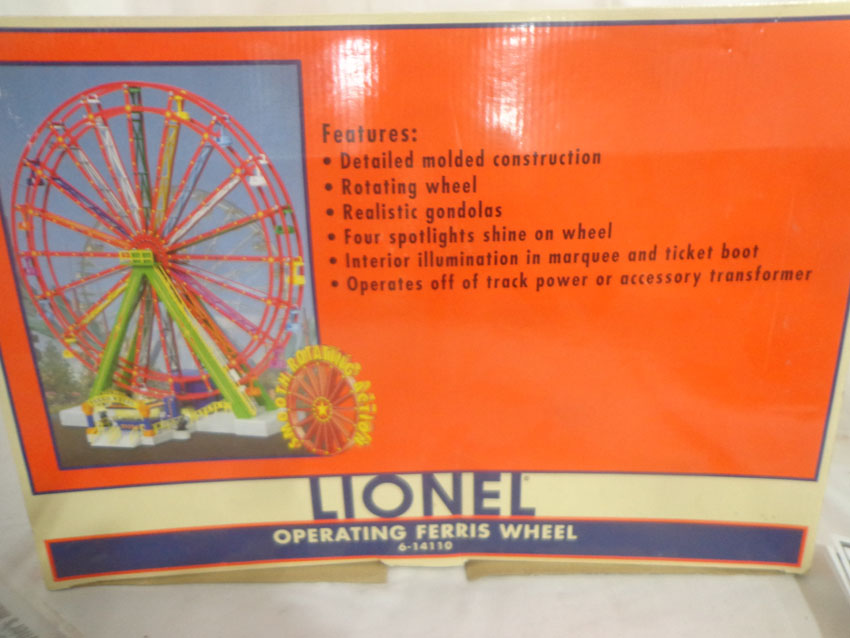 Features:
• Detailed molded construction
• Rotating wheel
• Realistic gondolas
• Four spotlights shine on wheel
• Interior illumination in marquee and ticket boot
• Operates off of track power or accessory transformer
SMOOTH ROTATING ACTION
LIONEL
OPERATING FERRIS WHEEL
6-14110